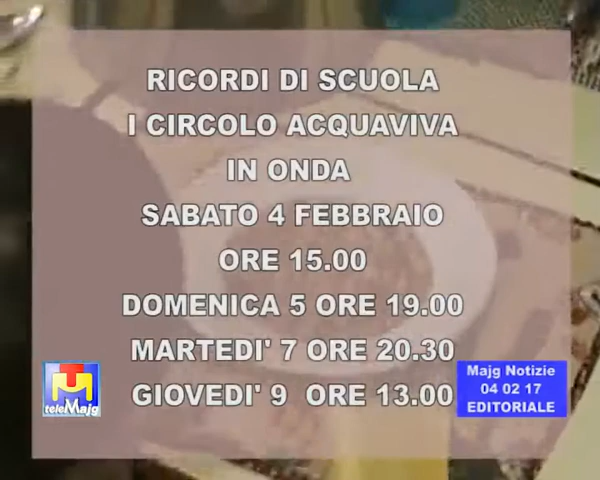 RICORDI DI SCUOLA
I CIRCOLO ACQUAVIVA
IN ONDA
SABATO 4 FEBBRAIO
ORE 15.00
DOMENICA 5 ORE 19.00
MARTEDI' 7 ORE 20.30
GIOVEDI' 9  ORE 13.00
TM
teleMajg
Majg Notizie
04 02 17
EDITORIALE